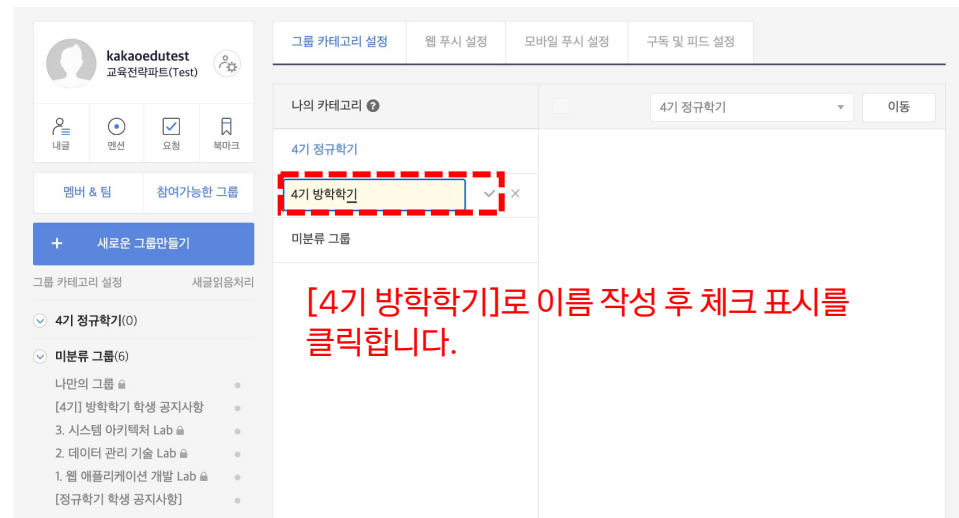 kakaoedutest
교육전략파트(Test)
내글
멘션
요청
북마크
멤버 & 팀
참여가능한 그룹
+ 새로운 그룹만들기
그룹 카테고리 설정
새글읽음처리
4기 정규학기(0)
미분류 그룹(6)
나만의 그룹
[4기] 방학학기 학생 공지사항
3. 시스템 아키텍처 Lab
2. 데이터 관리 기술 Lab
1. 웹 애플리케이션 개발 Lab
[정규학기 학생 공지사항]
그룹 카테고리 설정
웹 푸시 설정
모바일 푸시 설정
구독 및 피드 설정
나의 카테고리 ?
4기 정규학기
이동
4기 정규학기
4기 방학학기
미분류 그룹
[4기 방학학기]로 이름 작성 후 체크 표시를
클릭합니다.